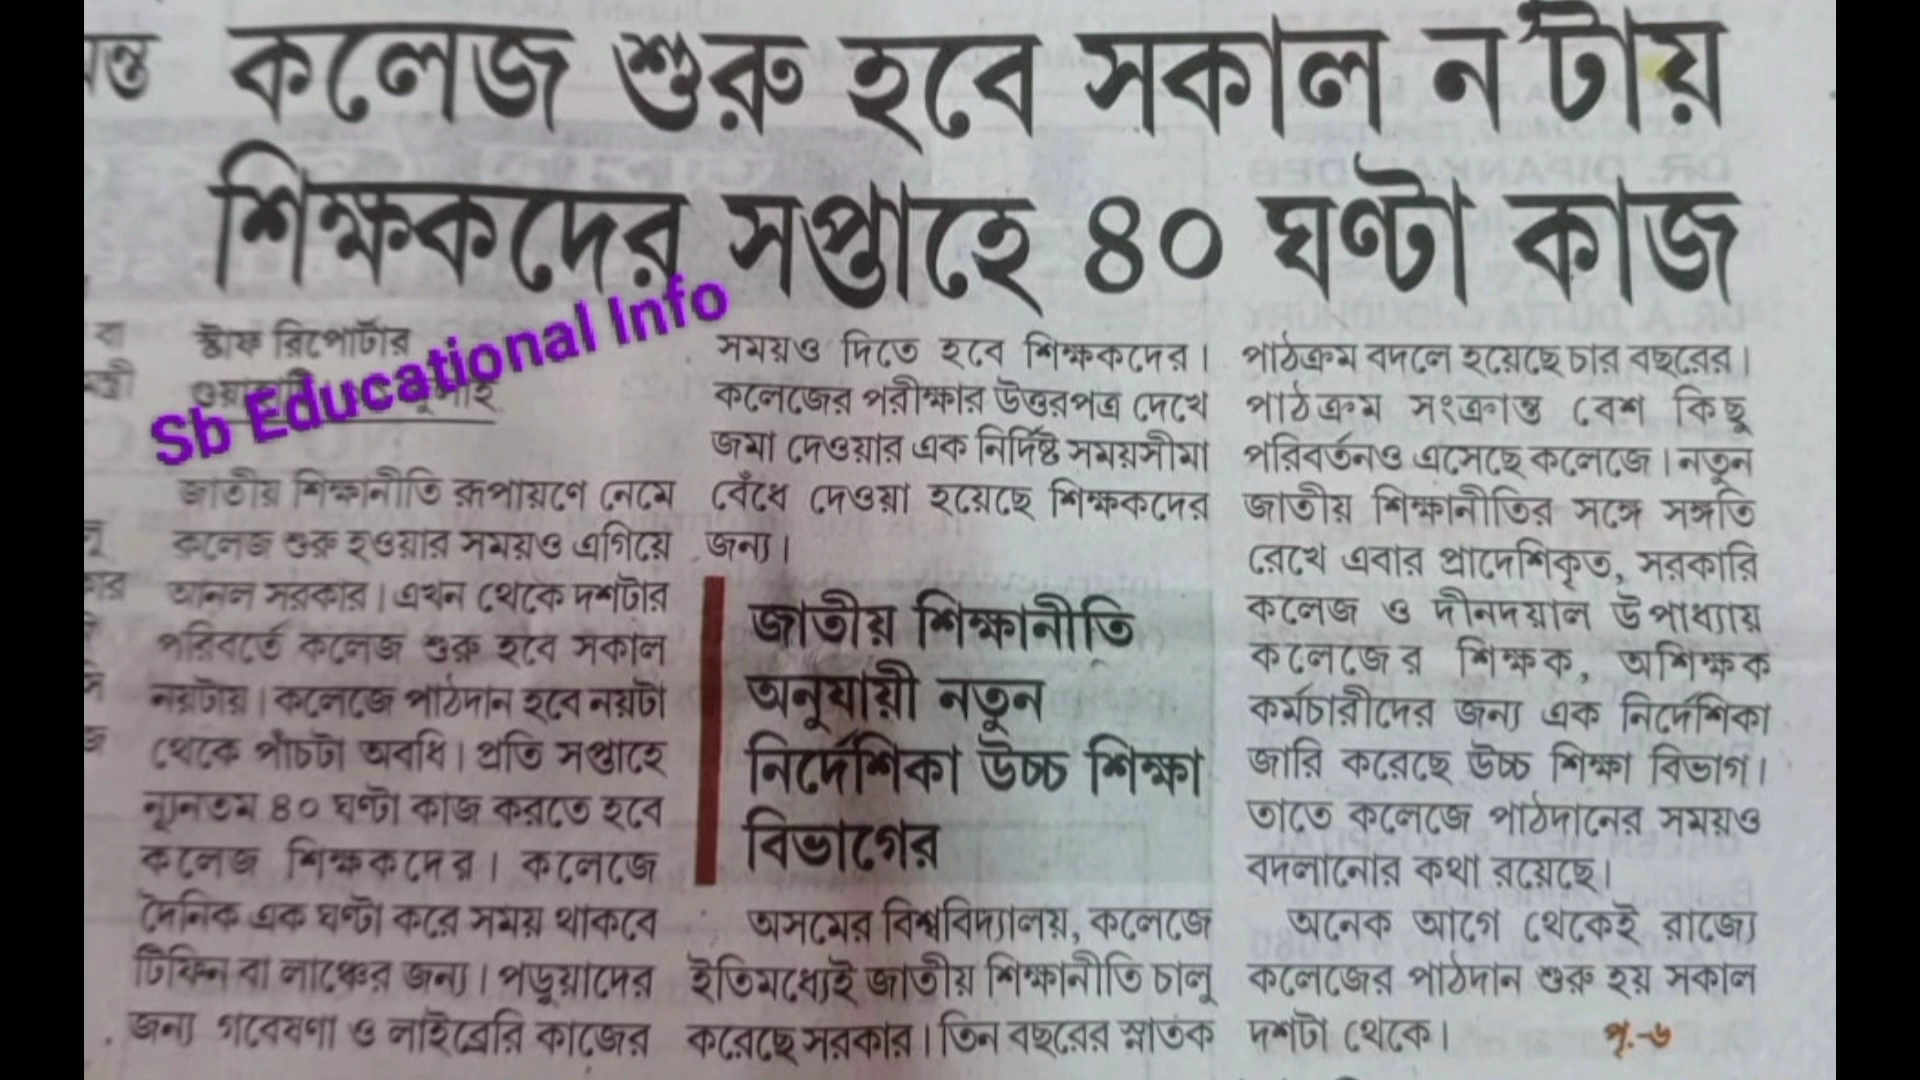 কলেজ শুরু হবে সকাল ন'টায়
শিক্ষকদের সপ্তাহে ৪০ ঘণ্টা কাজ
Sb Educational Info
স্টাফ রিপোর্টার
জাতীয় শিক্ষানীতি রূপায়ণে নেমে
কলেজ শুরু হওয়ার সময়ও এগিয়ে
আনল সরকার। এখন থেকে দশটার
পরিবর্তে কলেজ শুরু হবে সকাল
নয়টায়। কলেজে পাঠদান হবে নয়টা
থেকে পাঁচটা অবধি। প্রতি সপ্তাহে
ন্যূনতম ৪০ ঘণ্টা কাজ করতে হবে
কলেজ শিক্ষকদের। কলেজে
দৈনিক এক ঘণ্টা করে সময় থাকবে
টিফিন বা লাঞ্চের জন্য। পড়ুয়াদের
জন্য গবেষণা ও লাইব্রেরি কাজের
সময়ও দিতে হবে শিক্ষকদের।
কলেজের পরীক্ষার উত্তরপত্র দেখে
জমা দেওয়ার এক নির্দিষ্ট সময়সীমা
বেঁধে দেওয়া হয়েছে শিক্ষকদের
জন্য।
জাতীয় শিক্ষানীতি
অনুযায়ী নতুন
নির্দেশিকা উচ্চ শিক্ষা
বিভাগের
অসমের বিশ্ববিদ্যালয়, কলেজে
ইতিমধ্যেই জাতীয় শিক্ষানীতি চালু
করেছে সরকার। তিন বছরের স্নাতক
পাঠক্রম বদলে হয়েছে চার বছরের।
পাঠক্রম সংক্রান্ত বেশ কিছু
পরিবর্তনও এসেছে কলেজে। নতুন
জাতীয় শিক্ষানীতির সঙ্গে সঙ্গতি
রেখে এবার প্রাদেশিকৃত, সরকারি
কলেজ ও দীনদয়াল উপাধ্যায়
কলেজের শিক্ষক, অশিক্ষক
কর্মচারীদের জন্য এক নির্দেশিকা
জারি করেছে উচ্চ শিক্ষা বিভাগ।
তাতে কলেজে পাঠদানের সময়ও
বদলানোর কথা রয়েছে।
অনেক আগে থেকেই রাজ্যে
কলেজের পাঠদান শুরু হয় সকাল
দশটা থেকে।
পৃ.-৬